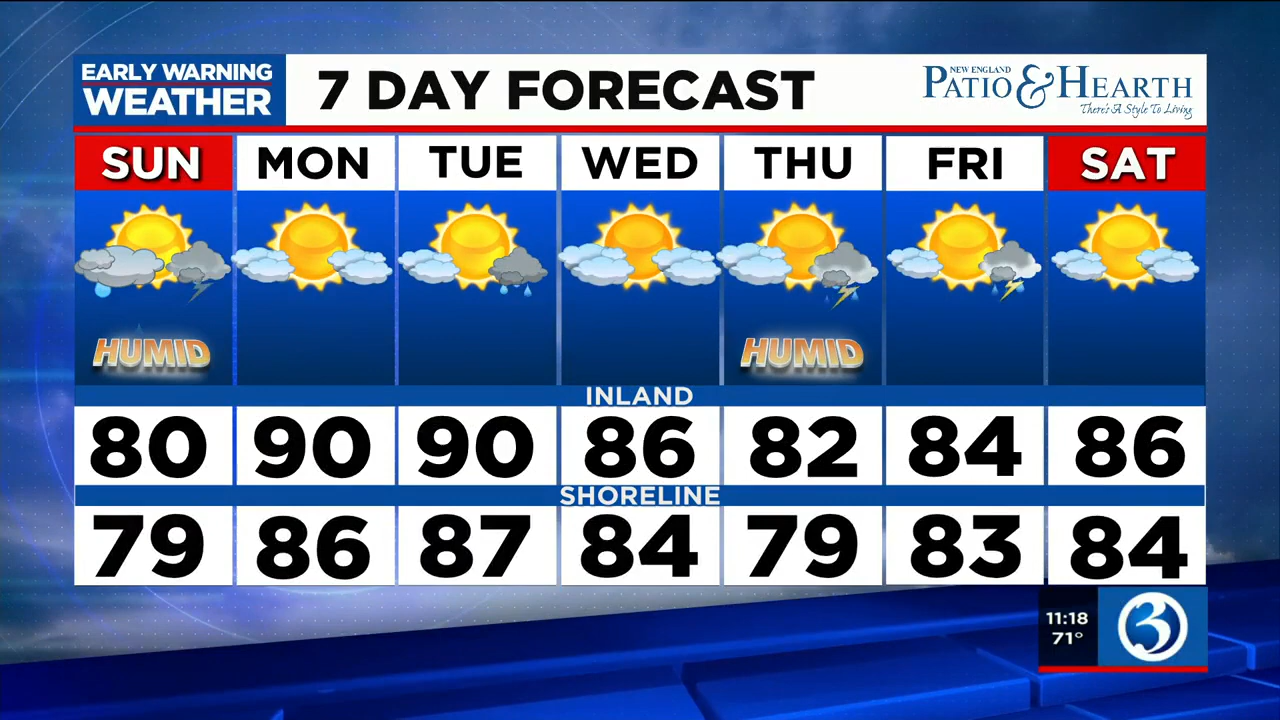 EARLY WARNING
WEATHER
7 DAY FORECAST
NEW ENGLAND
PATIO & HEARTH
There's A Style To Living
SUN MON TUE WED THU FRI SAT
HUMID HUMID
INLAND
80 90 90 86 82 84 86
SHORELINE
79 86 87 84 79 83 84
11:18
71°
3